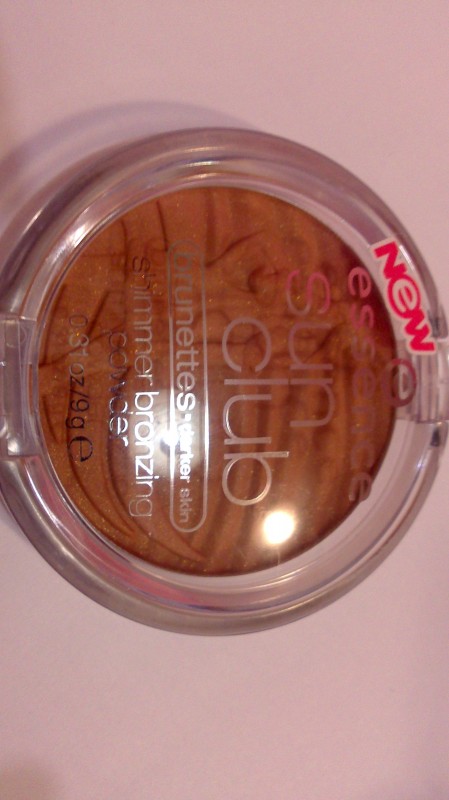 NEW
essence
sun
club
brunettes • darker skin
shimmer bronzing
powder
0.31 oz/9 g e